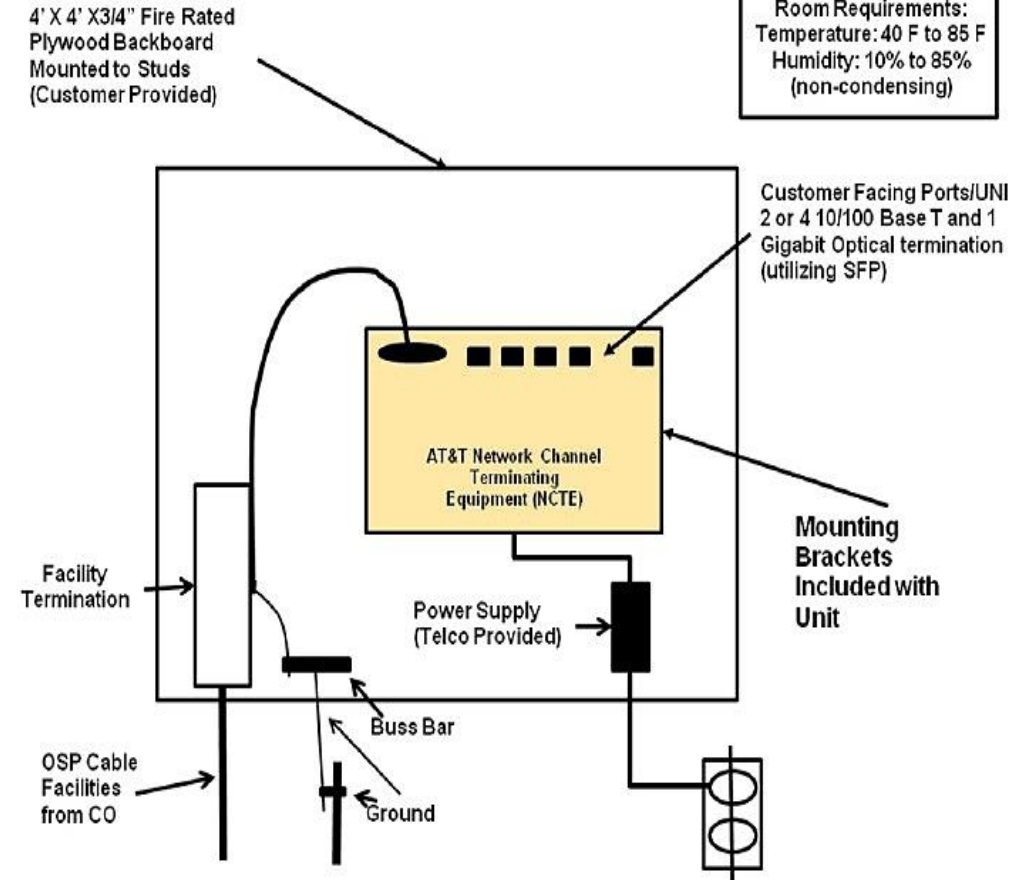 4' X 4' X3/4" Fire Rated
Plywood Backboard
Mounted to Studs
(Customer Provided)
Room Requirements:
Temperature: 40 F to 85 F
Humidity: 10% to 85%
(non-condensing)
Customer Facing Ports/UNI
2 or 4 10/100 Base T and 1
Gigabit Optical termination
(utilizing SFP)
AT&T Network Channel
Terminating
Equipment (NCTE)
Mounting
Brackets
Included with
Unit
Facility
Termination
Power Supply
(Telco Provided)
Buss Bar
OSP Cable
Facilities
from CO
Ground